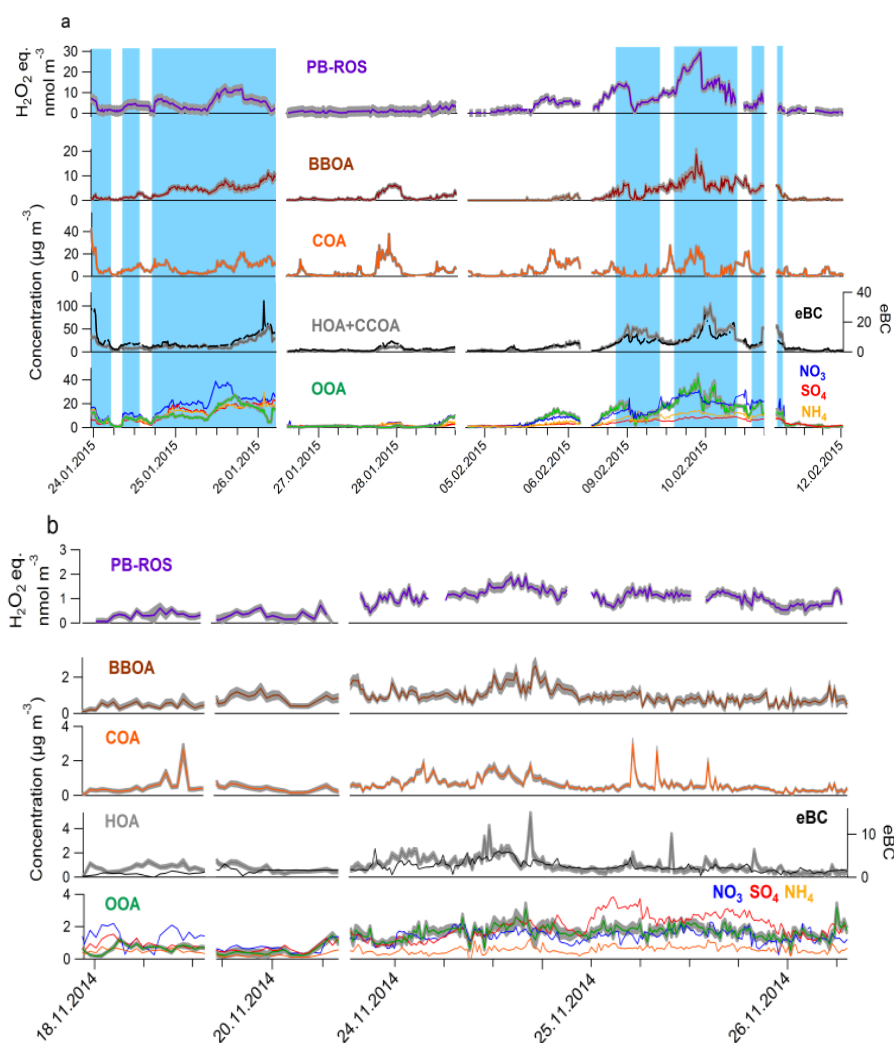 a
H2O2 eq.
nmol m-3
30
20
10
0
PB-ROS
Concentration (µg m-3)
20
10
0
BBOA
40
20
0
COA
100
50
0
HOA+CCOA
eBC
40
20
0
eBC
40
20
0
OOA
NO3
SO4
NH4
24.01.2015
25.01.2015
26.01.2015
27.01.2015
28.01.2015
05.02.2015
06.02.2015
09.02.2015
10.02.2015
12.02.2015
b
H2O2 eq.
nmol m-3
3
2
1
0
PB-ROS
Concentration (µg m-3)
2
0
BBOA
4
2
0
COA
4
2
0
HOA
eBC
10
0
eBC
4
2
0
OOA
NO3 SO4 NH4
18.11.2014
20.11.2014
24.11.2014
25.11.2014
26.11.2014